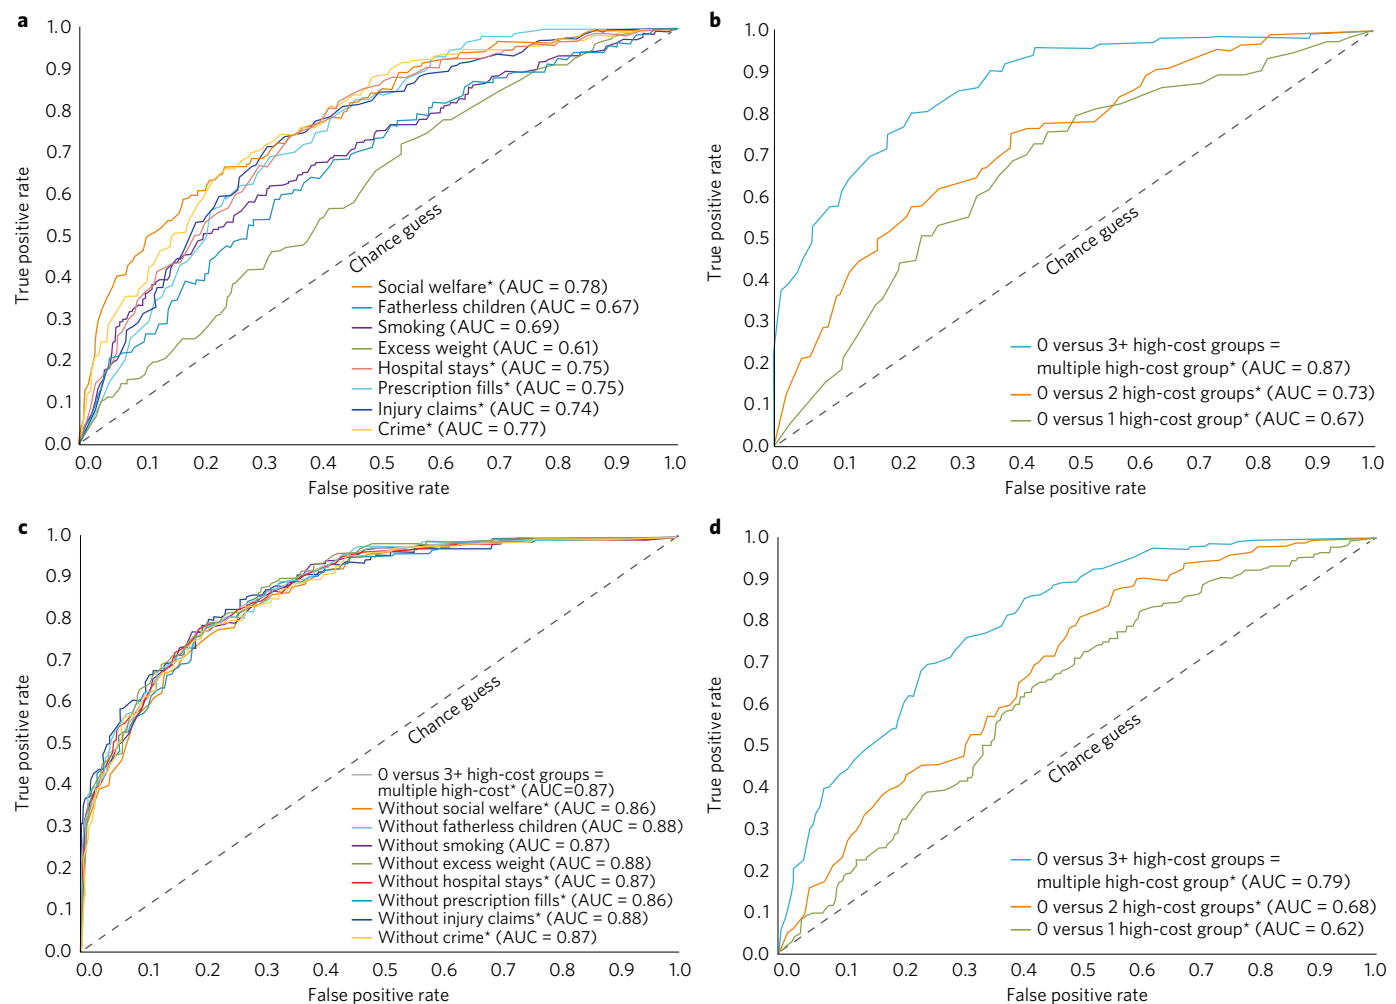 a
1.0
0.9
0.8
0.7
0.6
0.5
0.4
0.3
0.2
0.1
0.0
True positive rate
Chance guess
Social welfare* (AUC = 0.78)
Fatherless children (AUC = 0.67)
Smoking (AUC = 0.69)
Excess weight (AUC = 0.61)
Hospital stays* (AUC = 0.75)
Prescription fills* (AUC = 0.75)
Injury claims* (AUC = 0.74)
Crime* (AUC = 0.77)
0.0 0.1 0.2 0.3 0.4 0.5 0.6 0.7 0.8 0.9 1.0
False positive rate
b
1.0
0.9
0.8
0.7
0.6
0.5
0.4
0.3
0.2
0.1
0.0
True positive rate
Chance guess
0 versus 3+ high-cost groups =
multiple high-cost group* (AUC = 0.87)
0 versus 2 high-cost groups* (AUC = 0.73)
0 versus 1 high-cost group* (AUC = 0.67)
0.0 0.1 0.2 0.3 0.4 0.5 0.6 0.7 0.8 0.9 1.0
False positive rate
c
1.0
0.9
0.8
0.7
0.6
0.5
0.4
0.3
0.2
0.1
0.0
True positive rate
Chance guess
0 versus 3+ high-cost groups =
multiple high-cost* (AUC=0.87)
Without social welfare* (AUC = 0.86)
Without fatherless children (AUC = 0.88)
Without smoking (AUC = 0.87)
Without excess weight (AUC = 0.88)
Without hospital stays* (AUC = 0.87)
Without prescription fills* (AUC = 0.86)
Without injury claims* (AUC = 0.88)
Without crime* (AUC = 0.87)
0.0 0.1 0.2 0.3 0.4 0.5 0.6 0.7 0.8 0.9 1.0
False positive rate
d
1.0
0.9
0.8
0.7
0.6
0.5
0.4
0.3
0.2
0.1
0.0
True positive rate
Chance guess
0 versus 3+ high-cost groups =
multiple high-cost group* (AUC = 0.79)
0 versus 2 high-cost groups* (AUC = 0.68)
0 versus 1 high-cost group* (AUC = 0.62)
0.0 0.1 0.2 0.3 0.4 0.5 0.6 0.7 0.8 0.9 1.0
False positive rate